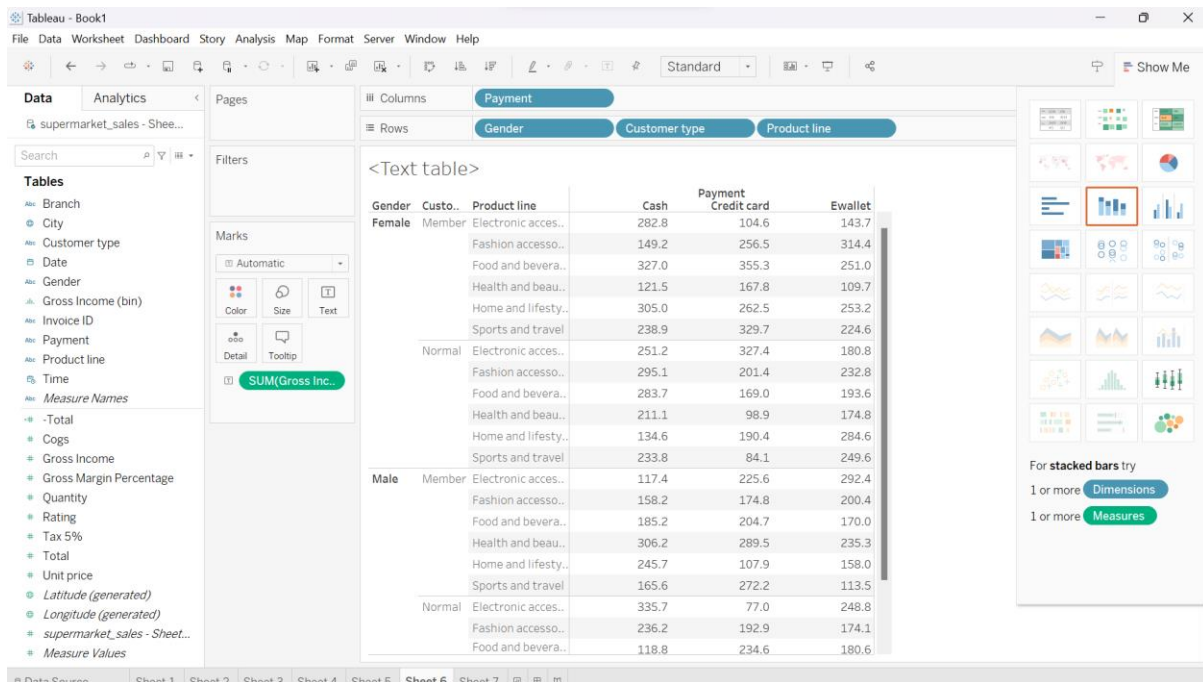 Tableau - Book1
File Data Worksheet Dashboard Story Analysis Map Format Server Window Help
Standard
Show Me
Data Analytics
Pages
Columns Payment
supermarket_sales - Shee...
Rows Gender Customer type Product line
Search
Filters
<Text table>
Tables
Payment
Gender Custo.. Product line Cash Credit card Ewallet
Abc Branch
City
Abc Customer type
Date
Abc Gender
Gross Income (bin)
Abc Invoice ID
Abc Payment
Abc Product line
Time
Abc Measure Names
-Total
# Cogs
# Gross Income
# Gross Margin Percentage
# Quantity
# Rating
# Tax 5%
# Total
# Unit price
Latitude (generated)
Longitude (generated)
# supermarket_sales - Sheet...
# Measure Values
Marks
Automatic
Color Size Text
Detail Tooltip
SUM(Gross Inc..
Female Member Electronic acces.. 282.8 104.6 143.7
Fashion accesso.. 149.2 256.5 314.4
Food and bevera.. 327.0 355.3 251.0
Health and beau.. 121.5 167.8 109.7
Home and lifesty.. 305.0 262.5 253.2
Sports and travel 238.9 329.7 224.6
Normal Electronic acces.. 251.2 327.4 180.8
Fashion accesso.. 295.1 201.4 232.8
Food and bevera.. 283.7 169.0 193.6
Health and beau.. 211.1 98.9 174.8
Home and lifesty.. 134.6 190.4 284.6
Sports and travel 233.8 84.1 249.6
Male Member Electronic acces.. 117.4 225.6 292.4
Fashion accesso.. 158.2 174.8 200.4
Food and bevera.. 185.2 204.7 170.0
Health and beau.. 306.2 289.5 235.3
Home and lifesty.. 245.7 107.9 158.0
Sports and travel 165.6 272.2 113.5
Normal Electronic acces.. 335.7 77.0 248.8
Fashion accesso.. 236.2 192.9 174.1
Food and bevera.. 118.8 234.6 180.6
For stacked bars try
1 or more Dimensions
1 or more Measures
Data Source Sheet 1 Sheet 2 Sheet 3 Sheet 4 Sheet 5 Sheet 6 Sheet 7